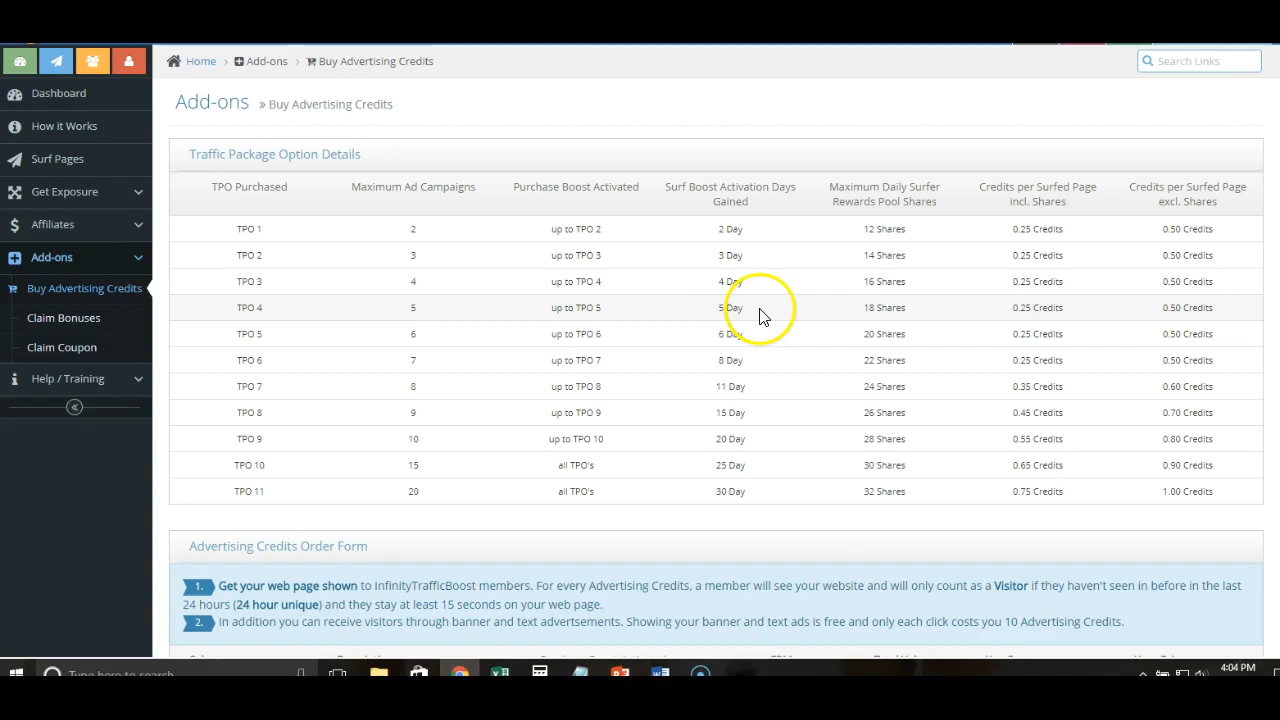 Home > Add-ons > Buy Advertising Credits
Search Links
Dashboard
How it Works
Surf Pages
Get Exposure
Affiliates
Add-ons
Buy Advertising Credits
Claim Bonuses
Claim Coupon
Help / Training
Add-ons » Buy Advertising Credits
Traffic Package Option Details
TPO Purchased Maximum Ad Campaigns Purchase Boost Activated Surf Boost Activation Days Gained Maximum Daily Surfer Rewards Pool Shares Credits per Surfed Page incl. Shares Credits per Surfed Page excl. Shares
TPO 1 2 up to TPO 2 2 Day 12 Shares 0.25 Credits 0.50 Credits
TPO 2 3 up to TPO 3 3 Day 14 Shares 0.25 Credits 0.50 Credits
TPO 3 4 up to TPO 4 4 Day 16 Shares 0.25 Credits 0.50 Credits
TPO 4 5 up to TPO 5 5 Day 18 Shares 0.25 Credits 0.50 Credits
TPO 5 6 up to TPO 6 6 Day 20 Shares 0.25 Credits 0.50 Credits
TPO 6 7 up to TPO 7 8 Day 22 Shares 0.25 Credits 0.50 Credits
TPO 7 8 up to TPO 8 11 Day 24 Shares 0.35 Credits 0.60 Credits
TPO 8 9 up to TPO 9 15 Day 26 Shares 0.45 Credits 0.70 Credits
TPO 9 10 up to TPO 10 20 Day 28 Shares 0.55 Credits 0.80 Credits
TPO 10 15 all TPO's 25 Day 30 Shares 0.65 Credits 0.90 Credits
TPO 11 20 all TPO's 30 Day 32 Shares 0.75 Credits 1.00 Credits
Advertising Credits Order Form
1. Get your web page shown to InfinityTrafficBoost members. For every Advertising Credits, a member will see your website and will only count as a Visitor if they haven't seen in before in the last
24 hours (24 hour unique) and they stay at least 15 seconds on your web page.
2. In addition you can receive visitors through banner and text advertsements. Showing your banner and text ads is free and only each click costs you 10 Advertising Credits.
Type here to search
4:04 PM